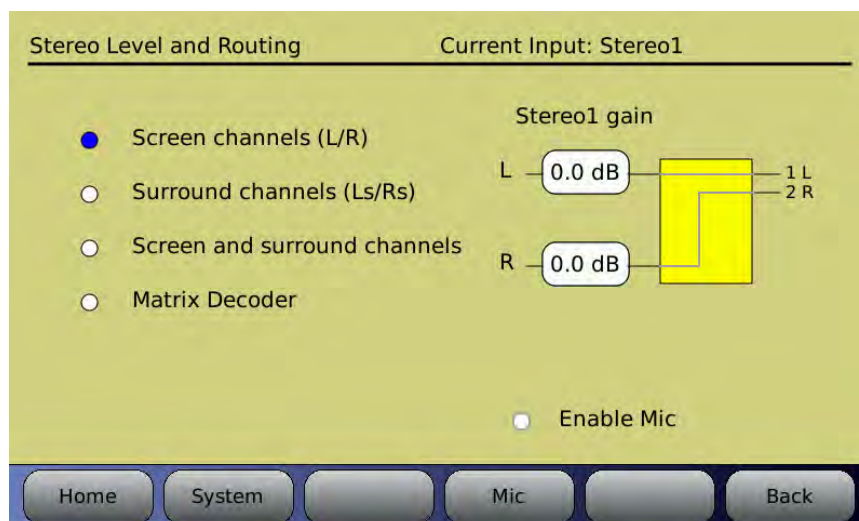 Stereo Level and Routing Current Input: Stereo1
Screen channels (L/R)
Surround channels (Ls/Rs)
Screen and surround channels
Matrix Decoder
Stereo1 gain
L 0.0 dB 1 L
2 R
R 0.0 dB
Enable Mic
Home System Mic Back